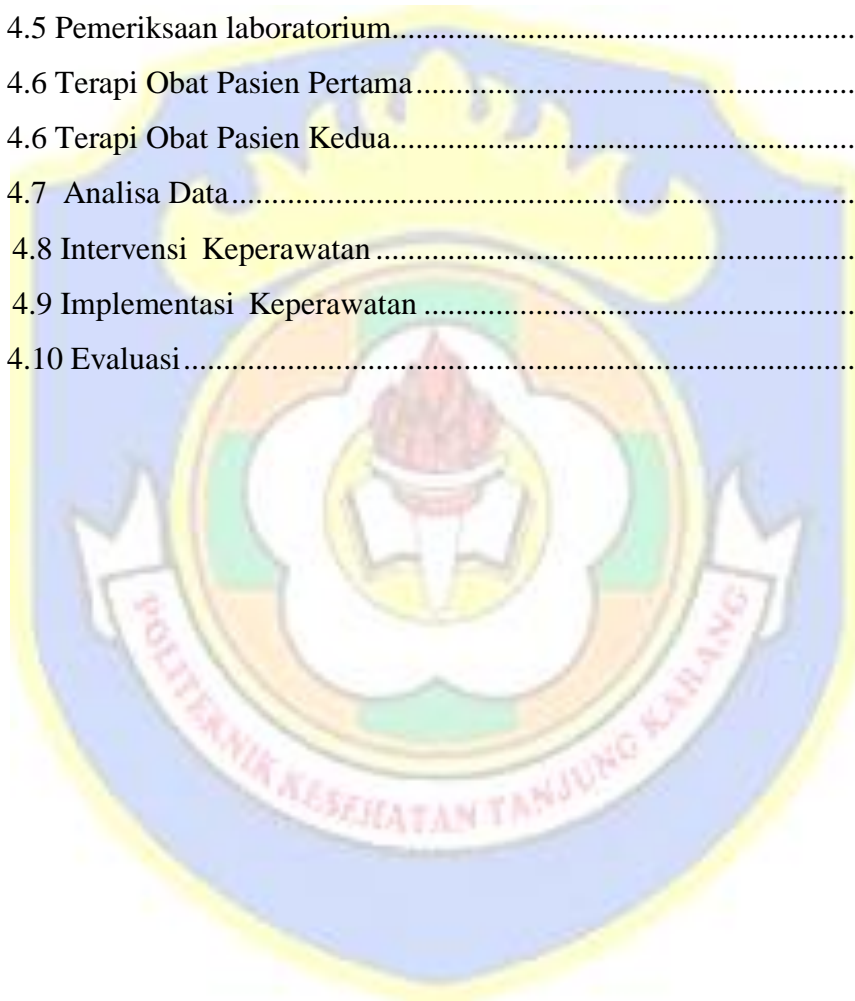 4.5 Pemeriksaan laboratorium................................................................
4.6 Terapi Obat Pasien Pertama.............................................................
4.6 Terapi Obat Pasien Kedua................................................................
4.7 Analisa Data......................................................................................
4.8 Intervensi Keperawatan...................................................................
4.9 Implementasi Keperawatan.............................................................
4.10 Evaluasi............................................................................................
POLITEKNIK KESEHATAN TANJUNG KARANG